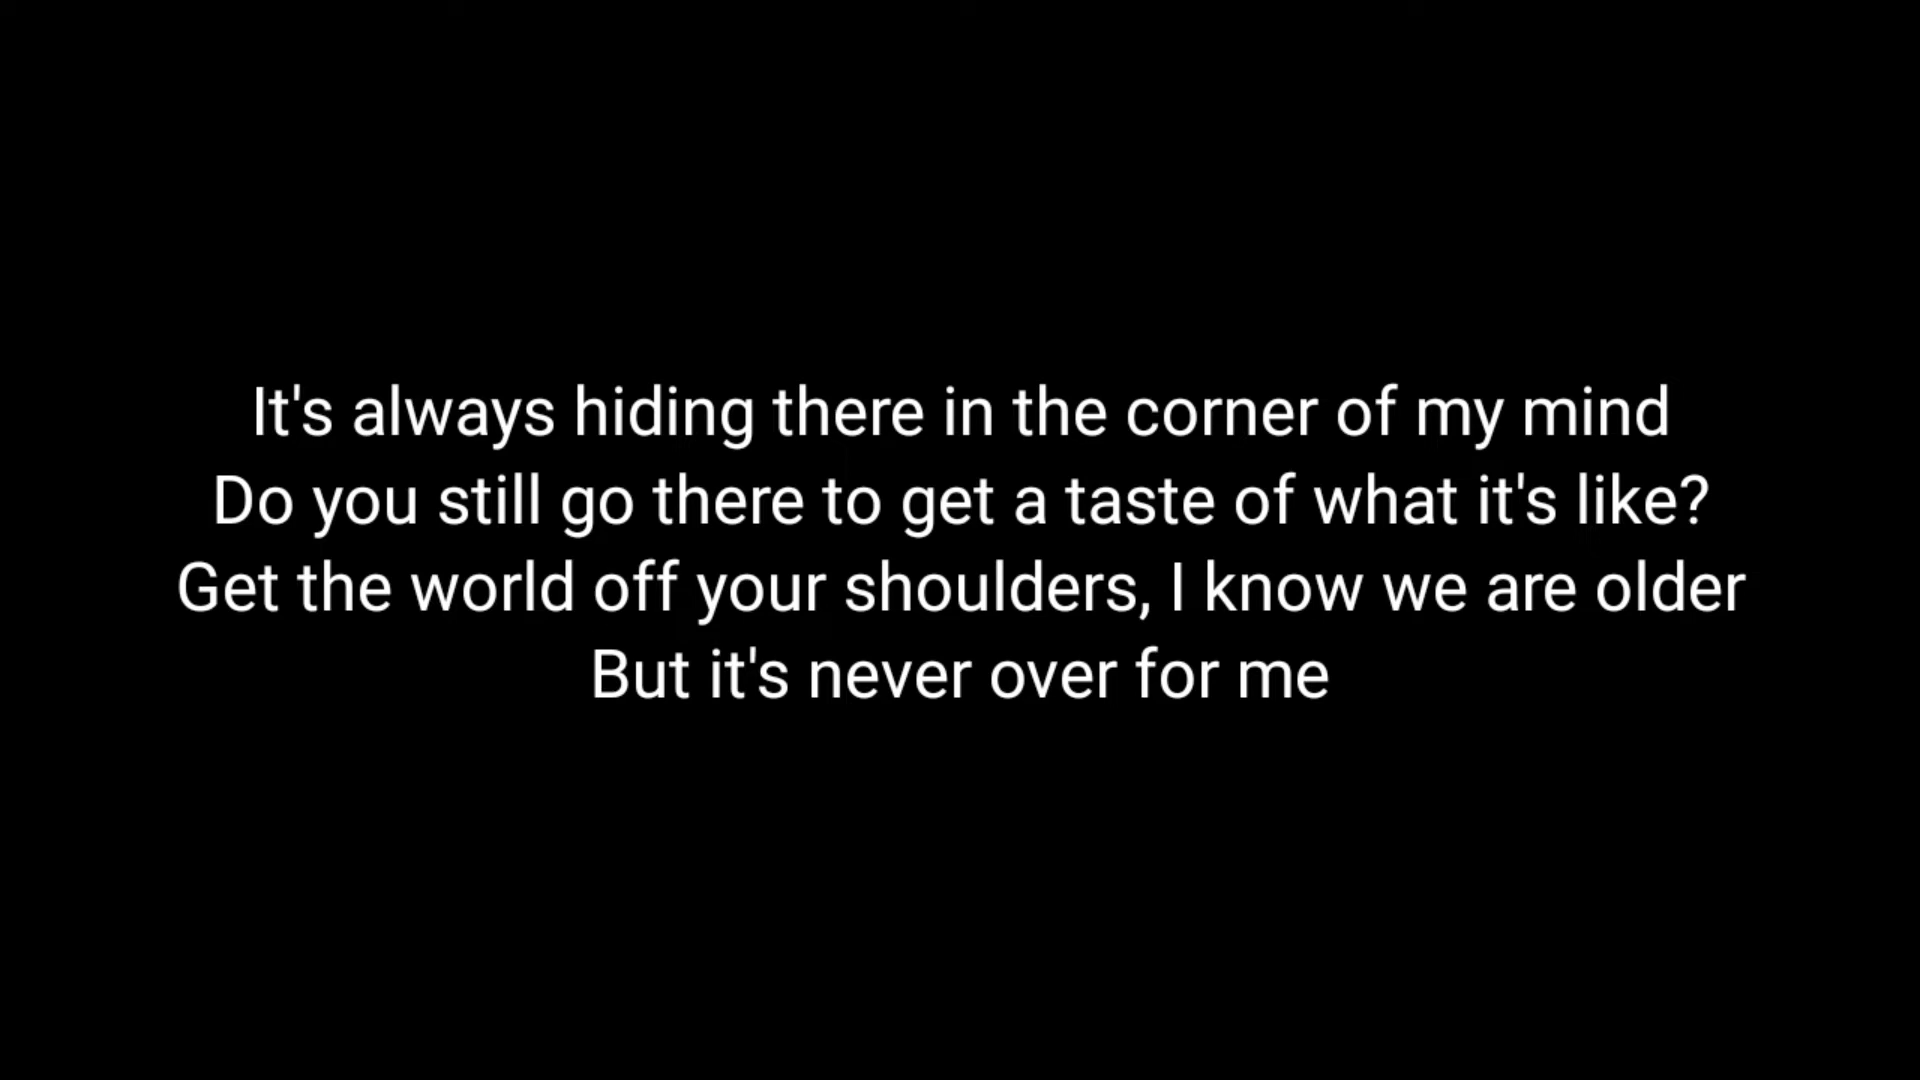 It's always hiding there in the corner of my mind
Do you still go there to get a taste of what it's like?
Get the world off your shoulders, I know we are older
But it's never over for me